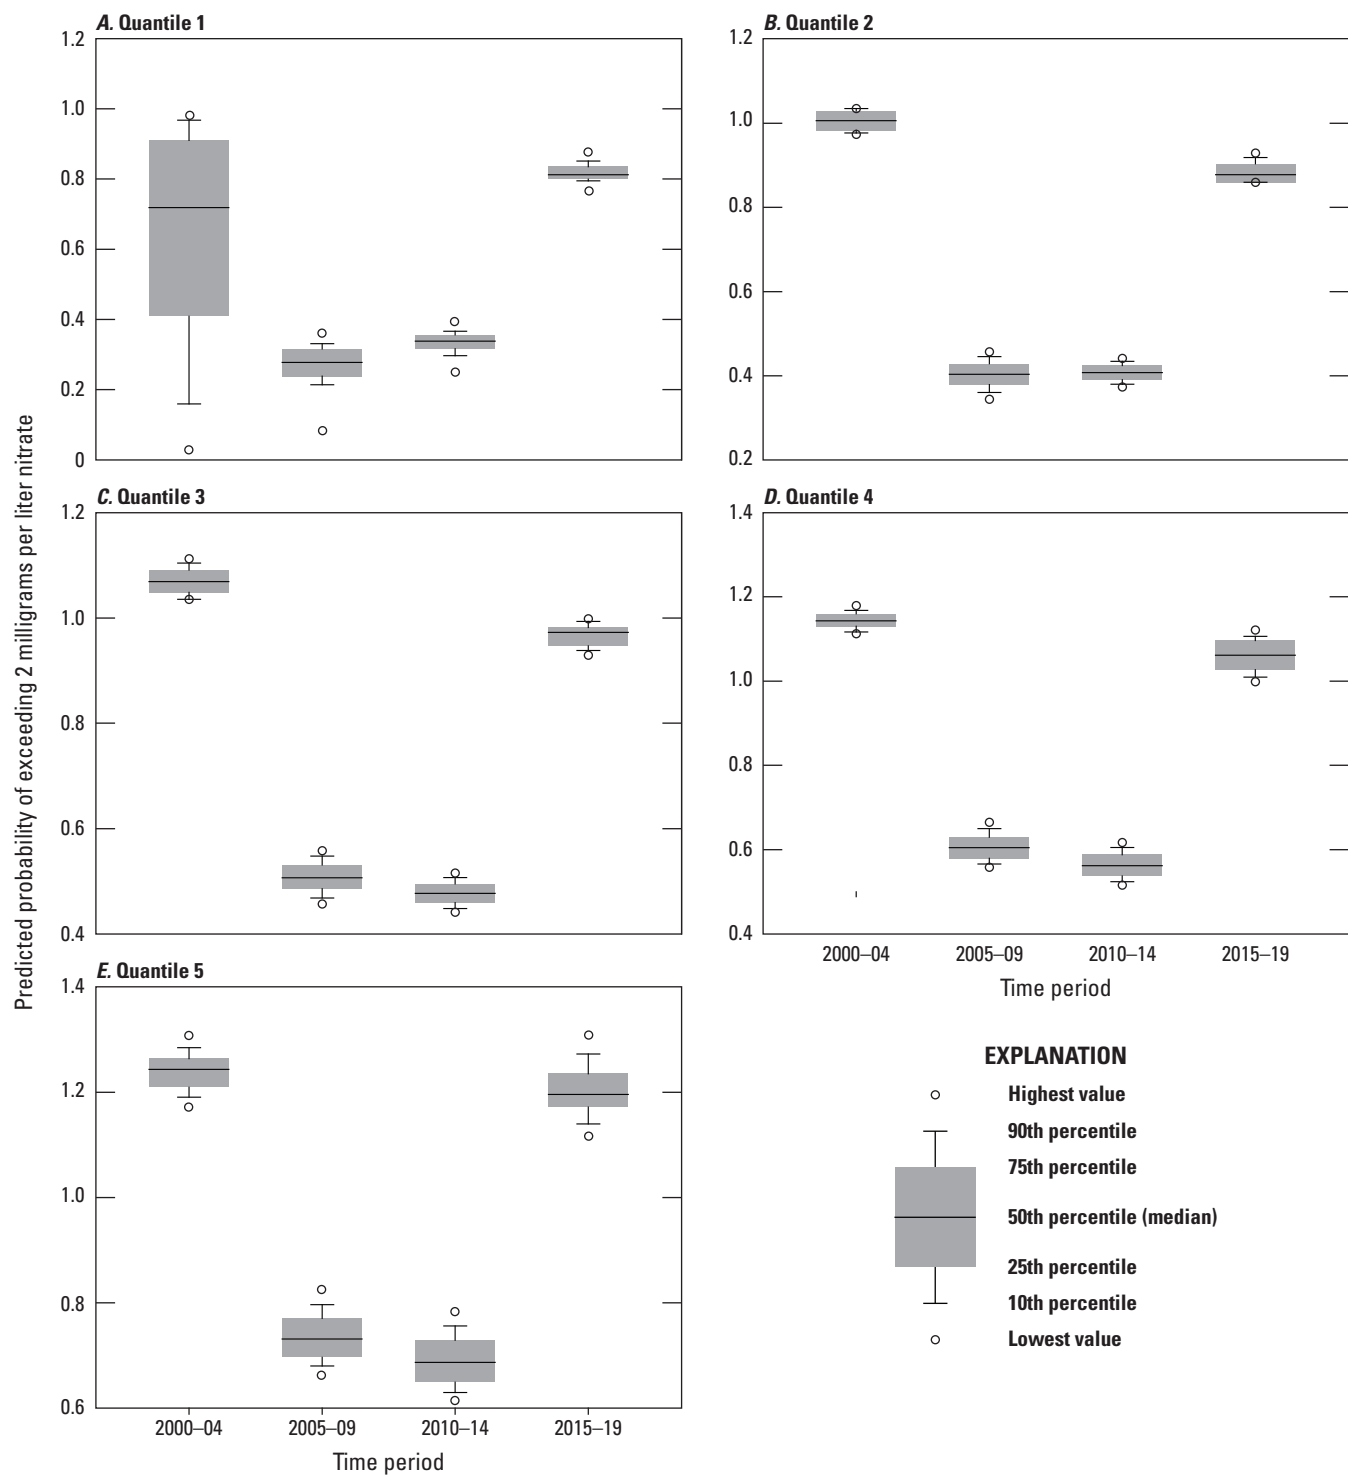 A. Quantile 1
1.2
1.0
0.8
0.6
0.4
0.2
0
B. Quantile 2
1.2
1.0
0.8
0.6
0.4
0.2
Predicted probability of exceeding 2 milligrams per liter nitrate
C. Quantile 3
1.2
1.0
0.8
0.6
0.4
D. Quantile 4
1.4
1.2
1.0
0.8
0.6
0.4
2000–04 2005–09 2010–14 2015–19
Time period
E. Quantile 5
1.4
1.2
1.0
0.8
0.6
2000–04 2005–09 2010–14 2015–19
Time period
EXPLANATION
Highest value
90th percentile
75th percentile
50th percentile (median)
25th percentile
10th percentile
Lowest value